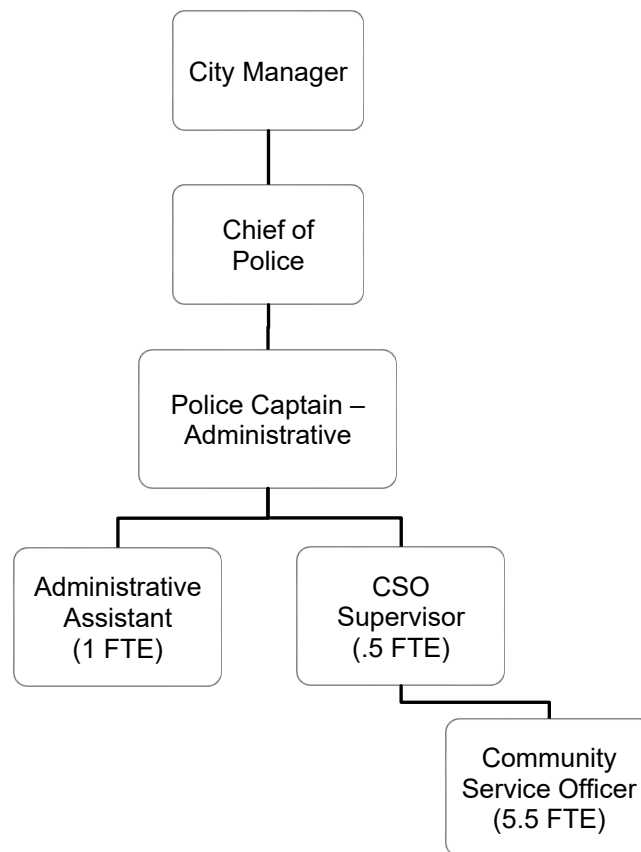 City Manager
Chief of
Police
Police Captain –
Administrative
Administrative
Assistant
(1 FTE)
CSO
Supervisor
(.5 FTE)
Community
Service Officer
(5.5 FTE)